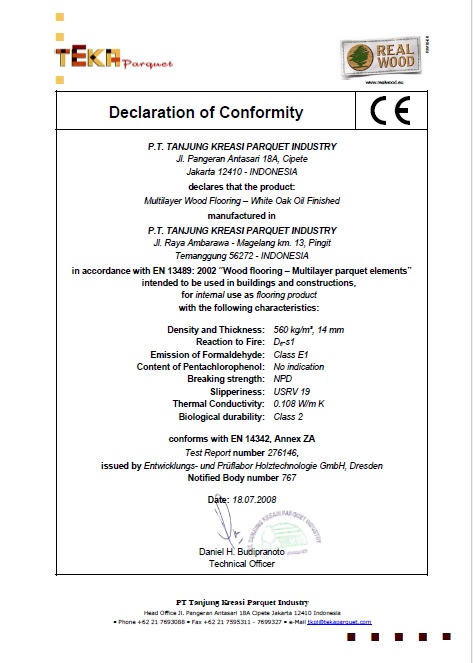 TEKA Parquet
REAL
WOOD
www.realwood.eu
Declaration of Conformity
CE
P.T. TANJUNG KREASI PARQUET INDUSTRY
Jl. Pangeran Antasari 18A, Cipete
Jakarta 12410 - INDONESIA
declares that the product:
Multilayer Wood Flooring – White Oak Oil Finished
manufactured in
P.T. TANJUNG KREASI PARQUET INDUSTRY
Jl. Raya Ambarawa - Magelang km. 13, Pingit
Temanggung 56272 - INDONESIA
in accordance with EN 13489: 2002 "Wood flooring – Multilayer parquet elements"
intended to be used in buildings and constructions,
for internal use as flooring product
with the following characteristics:
Density and Thickness: 560 kg/m³, 14 mm
Reaction to Fire: Dfl-s1
Emission of Formaldehyde: Class E1
Content of Pentachlorophenol: No indication
Breaking strength: NPD
Slipperiness: USRV 19
Thermal Conductivity: 0.108 W/m K
Biological durability: Class 2
conforms with EN 14342, Annex ZA
Test Report number 276146,
issued by Entwicklungs- und Prüflabor Holztechnologie GmbH, Dresden
Notified Body number 767
Date: 18.07.2008
TANJUNG KREASI PARQUET INDUSTRY
Daniel H. Budipranoto
Technical Officer
PT Tanjung Kreasi Parquet Industry
Head Office Jl. Pangeran Antasari 18A Cipete Jakarta 12410 Indonesia
• Phone +62 21 7693088 • Fax +62 21 7595311 - 7699327 • e-Mail tkpi@tekaparquet.com